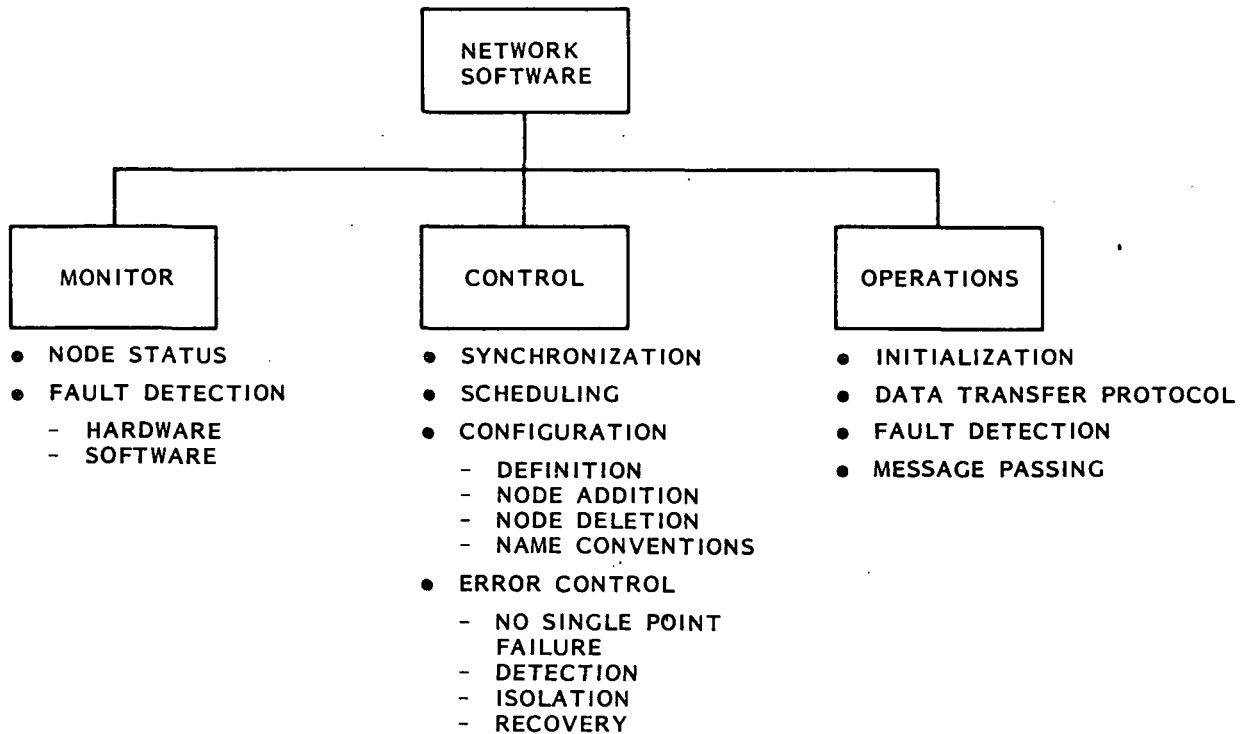 NETWORK
SOFTWARE
MONITOR
● NODE STATUS
● FAULT DETECTION
- HARDWARE
- SOFTWARE
CONTROL
● SYNCHRONIZATION
● SCHEDULING
● CONFIGURATION
- DEFINITION
- NODE ADDITION
- NODE DELETION
- NAME CONVENTIONS
● ERROR CONTROL
- NO SINGLE POINT
FAILURE
- DETECTION
- ISOLATION
- RECOVERY
OPERATIONS
● INITIALIZATION
● DATA TRANSFER PROTOCOL
● FAULT DETECTION
● MESSAGE PASSING